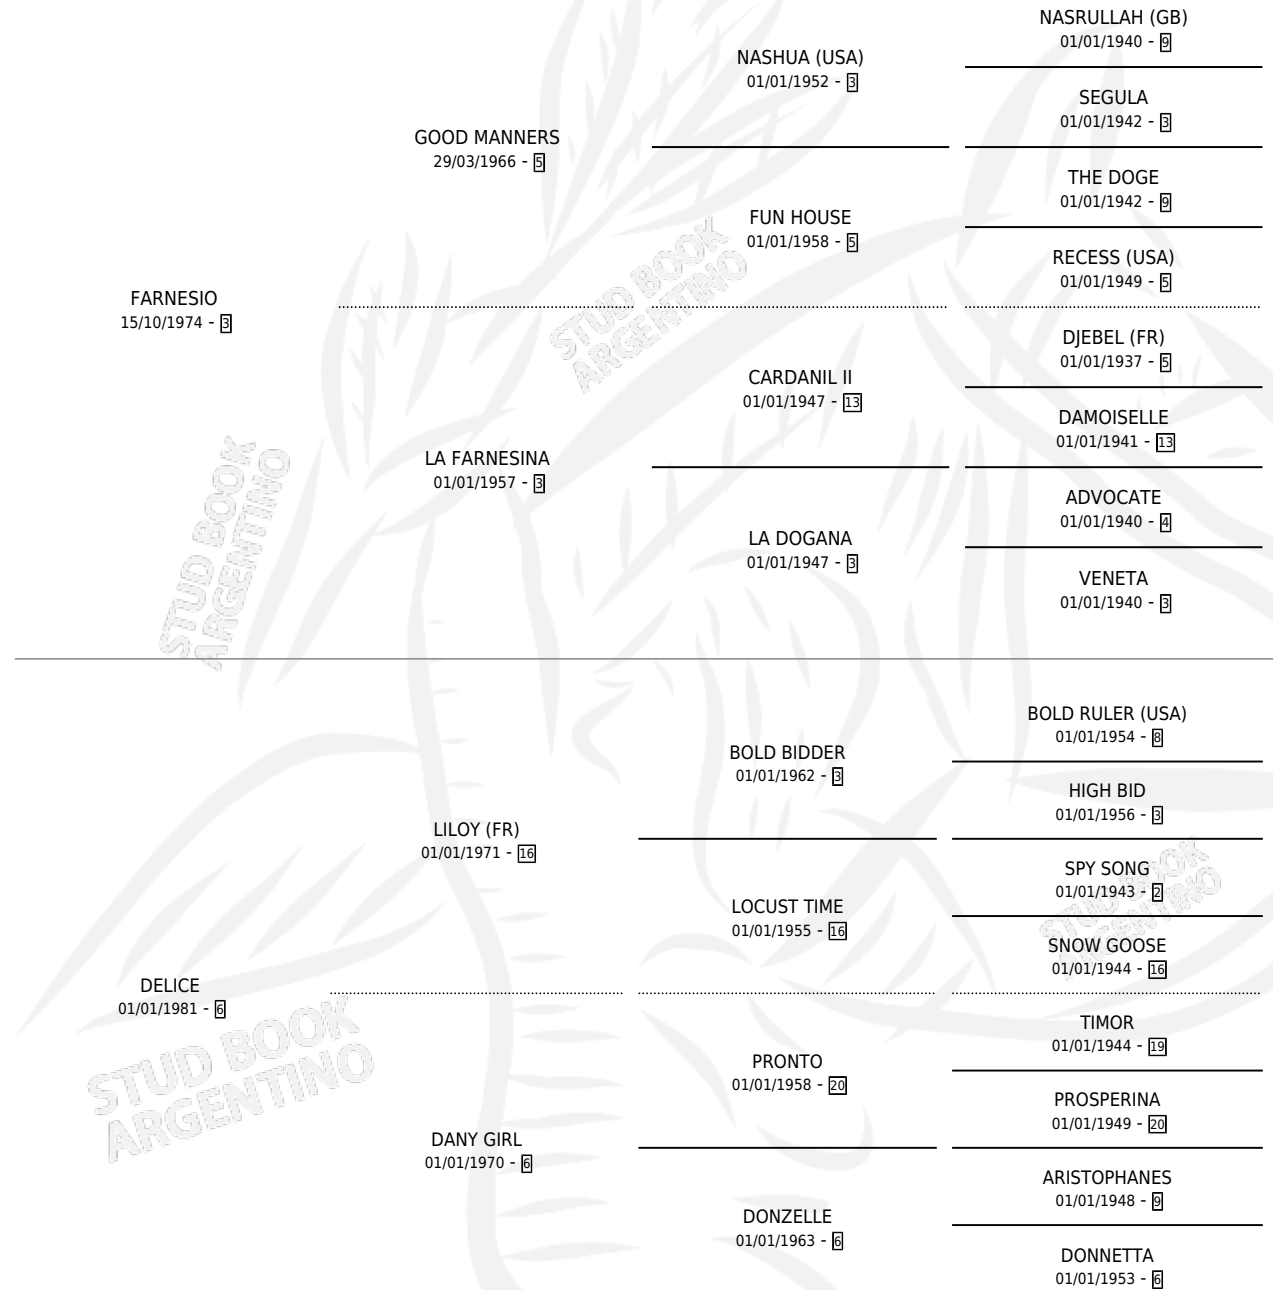 NASRULLAH (GB)
01/01/1940 - 9
NASHUA (USA)
01/01/1952 - 3
SEGULA
01/01/1942 - 3
GOOD MANNERS
29/03/1966 - 5
THE DOGE
01/01/1942 - 9
FUN HOUSE
01/01/1958 - 5
RECESS (USA)
01/01/1949 - 5
FARNESIO
15/10/1974 - 3
DJEBEL (FR)
01/01/1937 - 5
CARDANIL II
01/01/1947 - 13
DAMOISELLE
01/01/1941 - 13
LA FARNESINA
01/01/1957 - 3
ADVOCATE
01/01/1940 - 4
LA DOGANA
01/01/1947 - 3
VENETA
01/01/1940 - 3
STUD BOOK
ARGENTINO
STUD BOOK
ARGENTINO
BOLD RULER (USA)
01/01/1954 - 8
BOLD BIDDER
01/01/1962 - 3
HIGH BID
01/01/1956 - 3
LILOY (FR)
01/01/1971 - 16
SPY SONG
01/01/1943 - 2
LOCUST TIME
01/01/1955 - 16
SNOW GOOSE
01/01/1944 - 16
DELICE
01/01/1981 - 6
TIMOR
01/01/1944 - 19
PRONTO
01/01/1958 - 20
PROSPERINA
01/01/1949 - 20
DANY GIRL
01/01/1970 - 6
ARISTOPHANES
01/01/1948 - 9
DONZELLE
01/01/1963 - 6
DONNETTA
01/01/1953 - 6
STUD BOOK
ARGENTINO
STUD BOOK
ARGENTINO